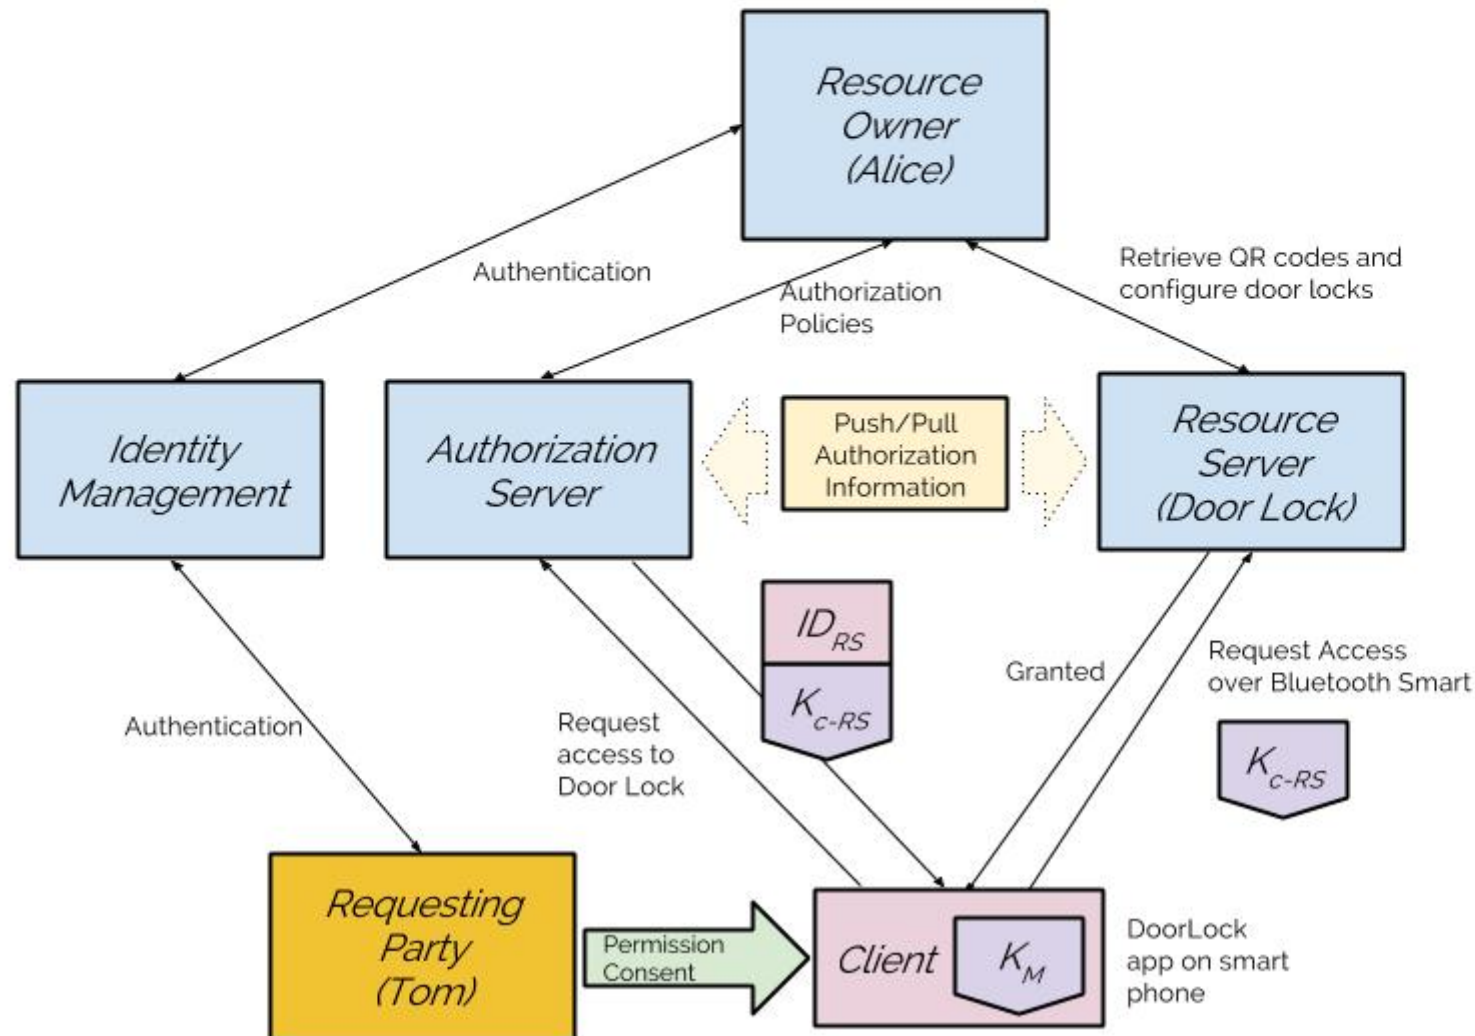 Resource
Owner
(Alice)
Authentication
Authorization
Policies
Retrieve QR codes and
configure door locks
Identity
Management
Authorization
Server
Push/Pull
Authorization
Information
Resource
Server
(Door Lock)
ID RS
K c-RS
Granted
Request Access
over Bluetooth Smart
K c-RS
Authentication
Request
access to
Door Lock
Requesting
Party
(Tom)
Permission
Consent
Client
K M
DoorLock
app on smart
phone